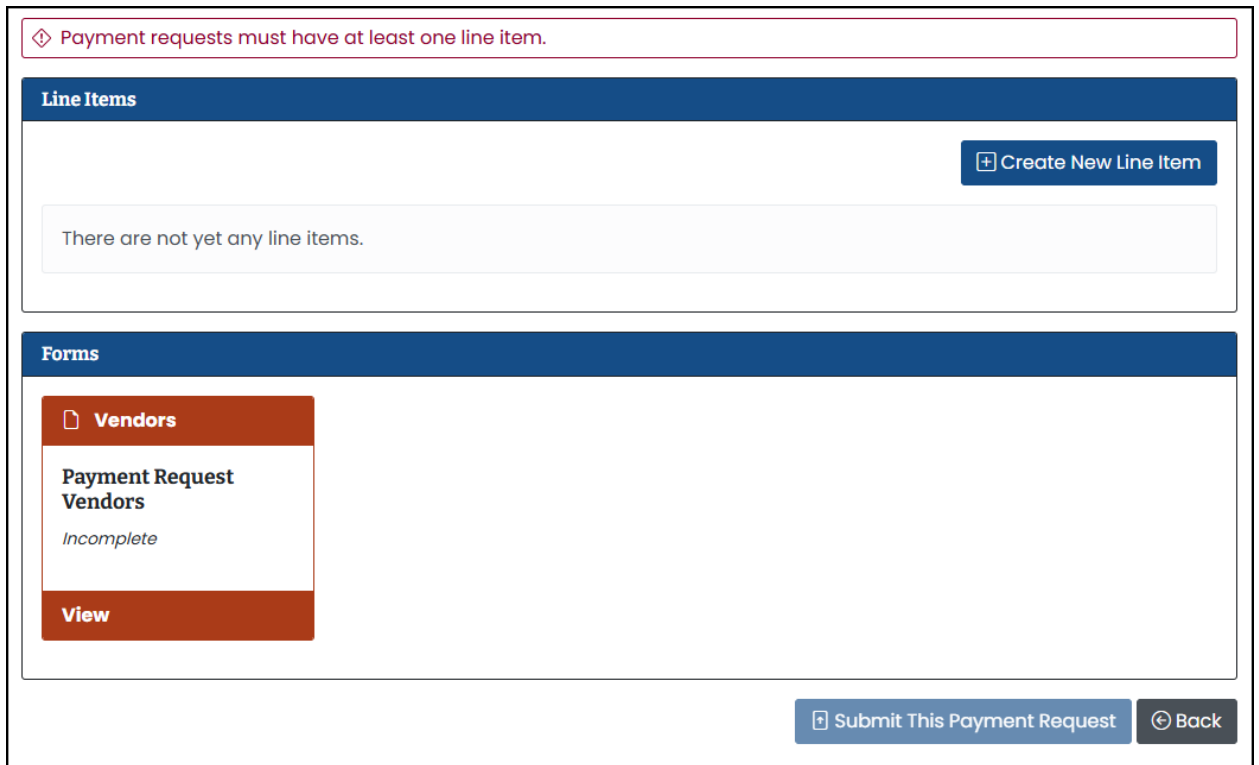 Payment requests must have at least one line item.
Line Items
Create New Line Item
There are not yet any line items.
Forms
Vendors
Payment Request
Vendors
Incomplete
View
Submit This Payment Request
Back